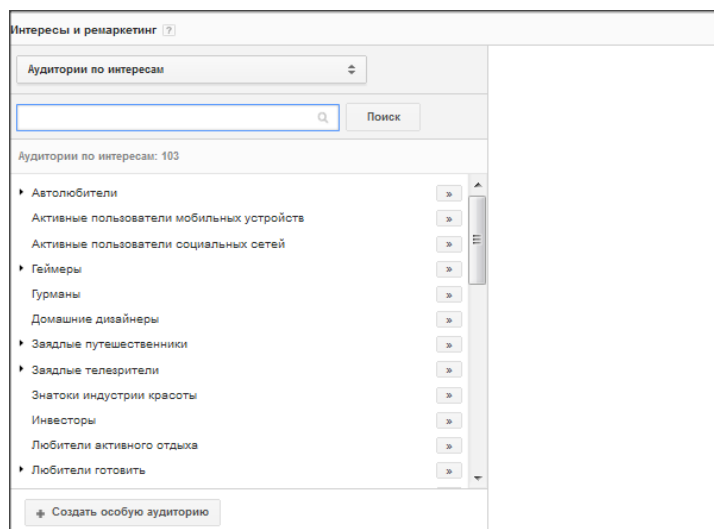 Интересы и ремаркетинг ?
Аудитории по интересам
Поиск
Аудитории по интересам: 103
Автолюбители »
Активные пользователи мобильных устройств »
Активные пользователи социальных сетей »
Геймеры »
Гурманы »
Домашние дизайнеры »
Заядлые путешественники »
Заядлые телезрители »
Знатоки индустрии красоты »
Инвесторы »
Любители активного отдыха »
Любители готовить »
+ Создать особую аудиторию